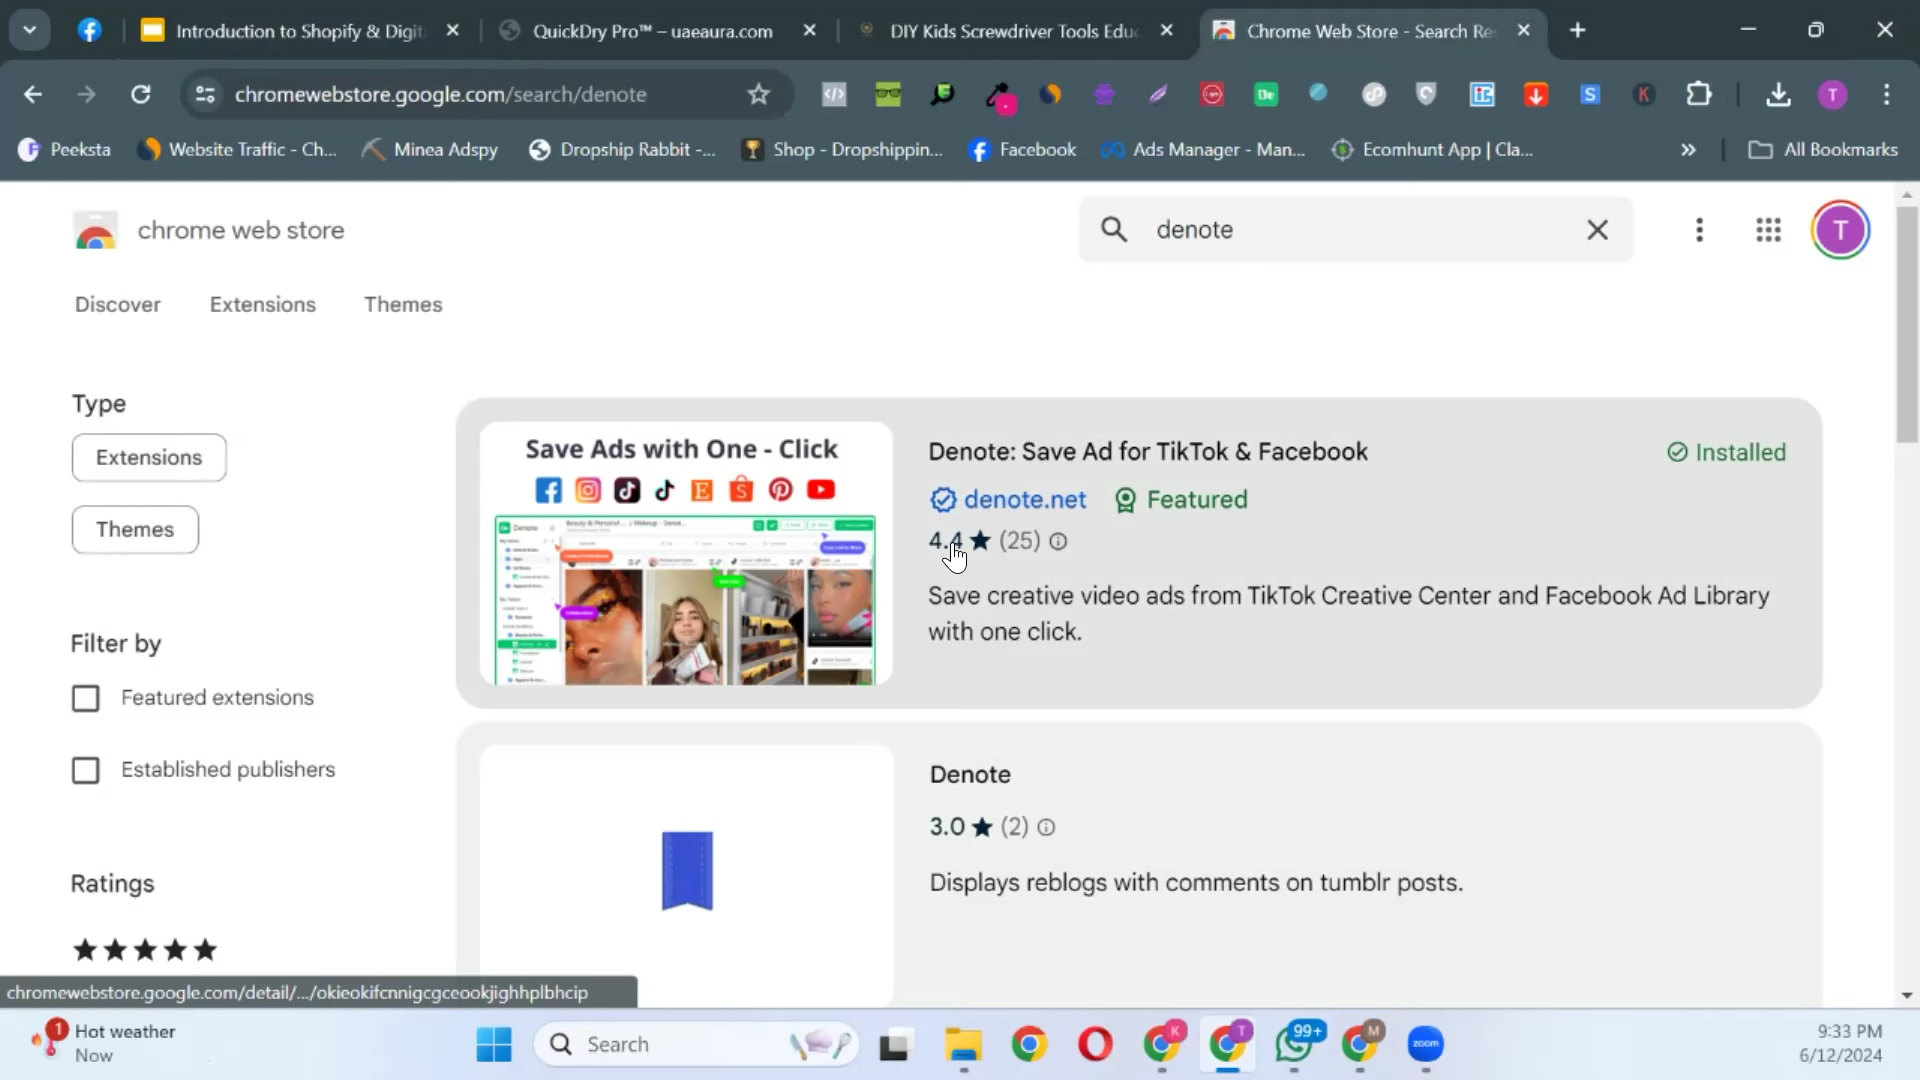 Introduction to Shopify & Digit
QuickDry Pro™ – uaeaura.com
DIY Kids Screwdriver Tools Educ
Chrome Web Store - Search Re
chromewebstore.google.com/search/denote
T
Peeksta
Website Traffic - Ch...
Minea Adspy
Dropship Rabbit -...
Shop - Dropshippin...
Facebook
Ads Manager - Man...
Ecomhunt App | Cla...
All Bookmarks
chrome web store
denote
T
Discover
Extensions
Themes
Type
Extensions
Themes
Filter by
Featured extensions
Established publishers
Ratings
Save Ads with One - Click
Denote: Save Ad for TikTok & Facebook
Installed
denote.net
Featured
4.4 ★ (25)
Save creative video ads from TikTok Creative Center and Facebook Ad Library
with one click.
Denote
3.0 ★ (2)
Displays reblogs with comments on tumblr posts.
chromewebstore.google.com/detail/.../okieokifcnnigcgceookjighhplbhcip
1
Hot weather
Now
Search
K
T
99+
M
zoom
9:33 PM
6/12/2024